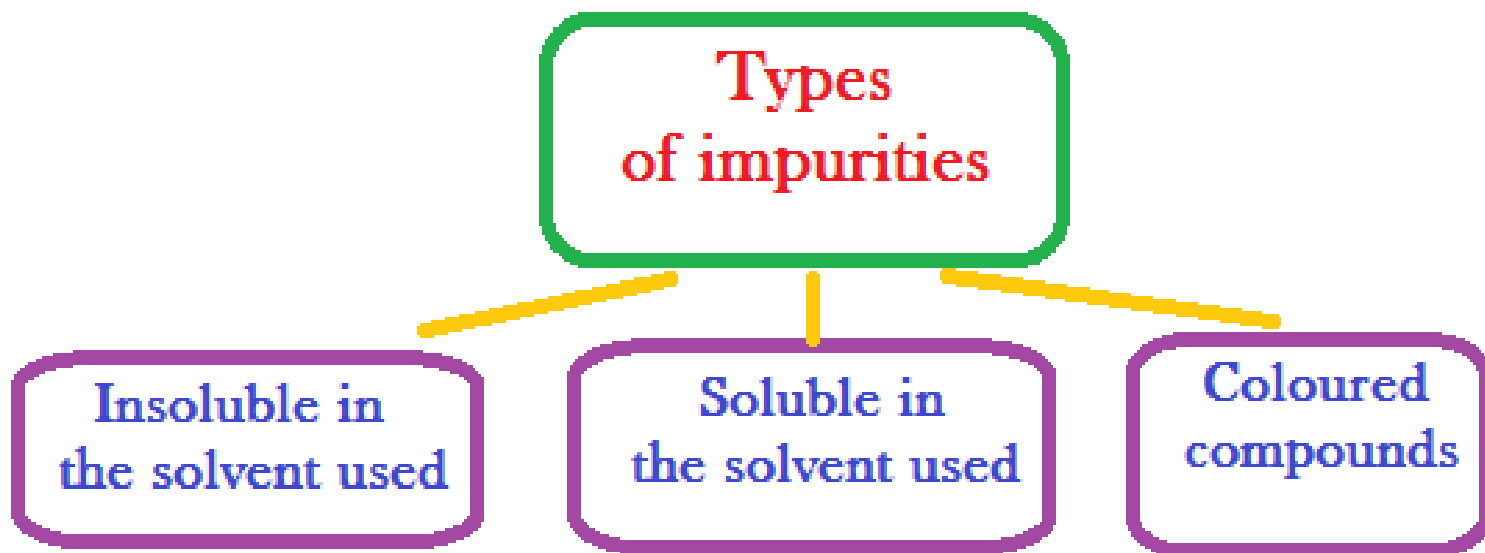 Types
of impurities
Insoluble in
the solvent used
Soluble in
the solvent used
Coloured
compounds